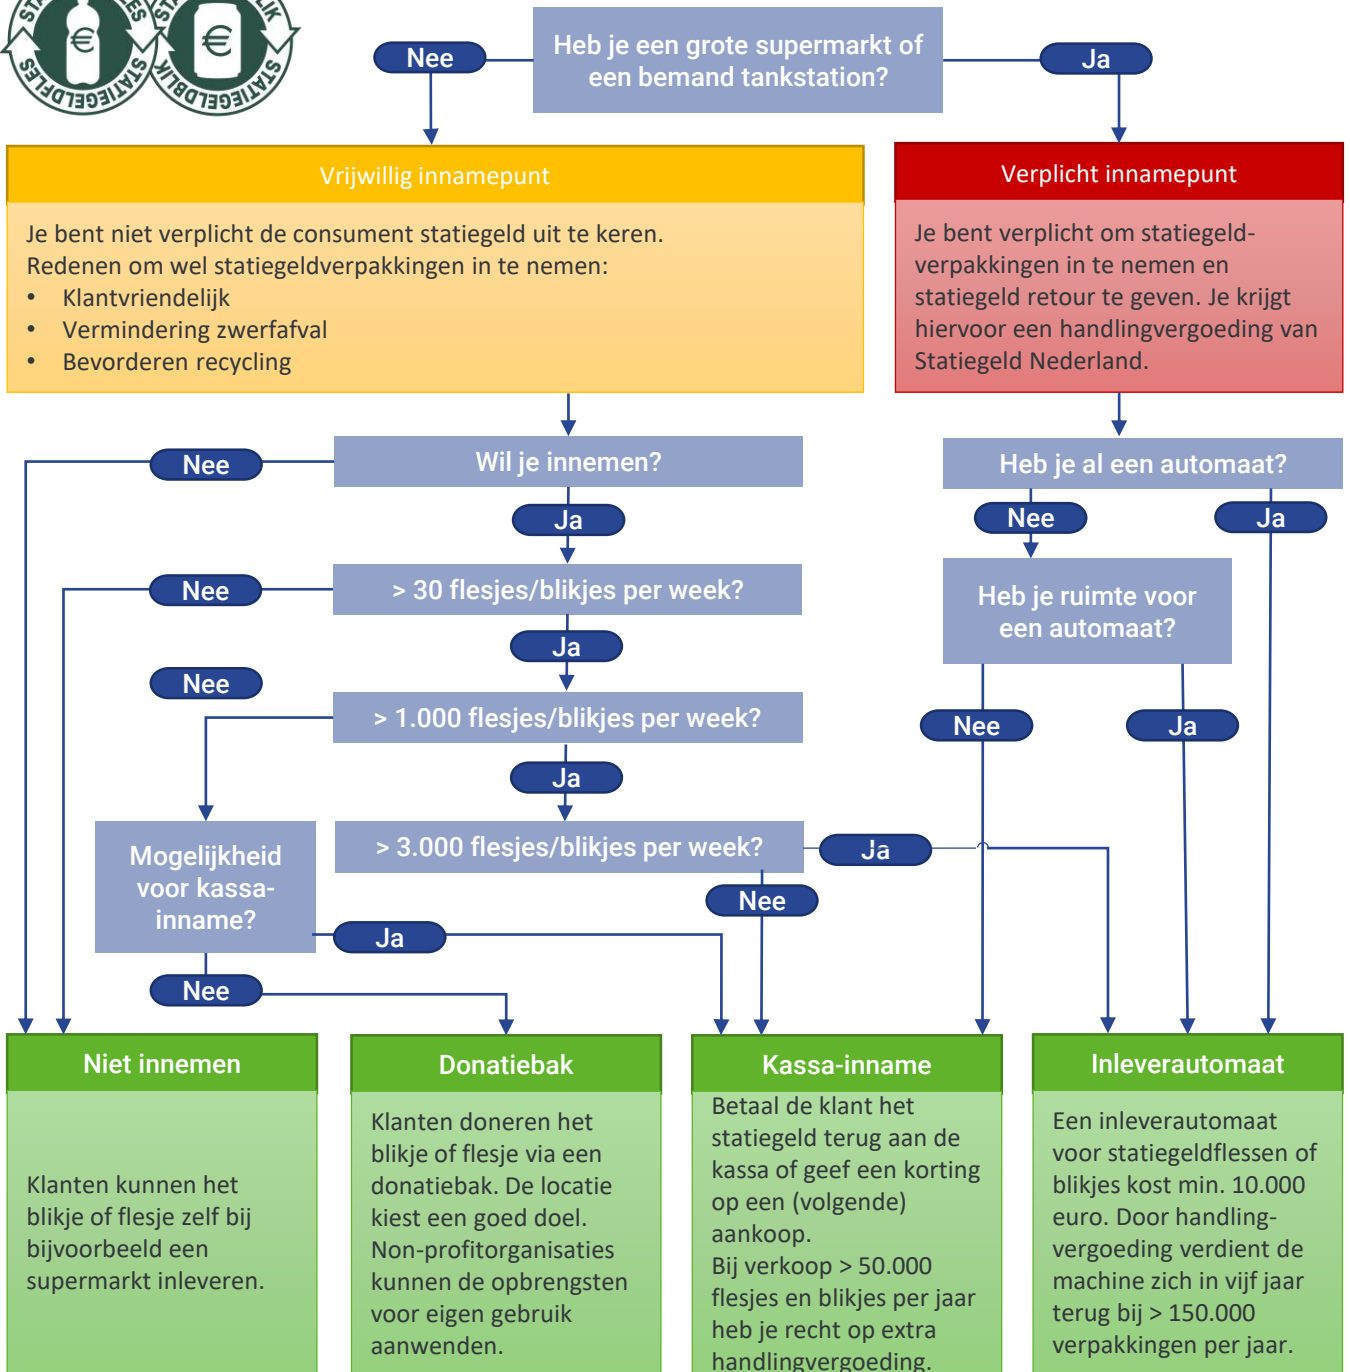 STATIEGELDFLES
€
STATIEGELDBLIK
€
Heb je een grote supermarkt of
een bemand tankstation?
Nee
Ja
Vrijwillig innamepunt
Je bent niet verplicht de consument statiegeld uit te keren.
Redenen om wel statiegeldverpakkingen in te nemen:
• Klantvriendelijk
• Vermindering zwerfafval
• Bevorderen recycling
Verplicht innamepunt
Je bent verplicht om statiegeld-
verpakkingen in te nemen en
statiegeld retour te geven. Je krijgt
hiervoor een handlingvergoeding van
Statiegeld Nederland.
Wil je innemen?
Nee
Ja
> 30 flesjes/blikjes per week?
Nee
Ja
> 1.000 flesjes/blikjes per week?
Nee
Ja
> 3.000 flesjes/blikjes per week?
Ja
Nee
Mogelijkheid
voor kassa-
inname?
Ja
Nee
Heb je al een automaat?
Nee
Ja
Heb je ruimte voor
een automaat?
Nee
Ja
Niet innemen
Klanten kunnen het
blikje of flesje zelf bij
bijvoorbeeld een
supermarkt inleveren.
Donatiebak
Klanten doneren het
blikje of flesje via een
donatiebak. De locatie
kiest een goed doel.
Non-profitorganisaties
kunnen de opbrengsten
voor eigen gebruik
aanwenden.
Kassa-inname
Betaal de klant het
statiegeld terug aan de
kassa of geef een korting
op een (volgende)
aankoop.
Bij verkoop > 50.000
flesjes en blikjes per jaar
heb je recht op extra
handlingvergoeding.
Inleverautomaat
Een inleverautomaat
voor statiegeldflessen of
blikjes kost min. 10.000
euro. Door handling-
vergoeding verdient de
machine zich in vijf jaar
terug bij > 150.000
verpakkingen per jaar.